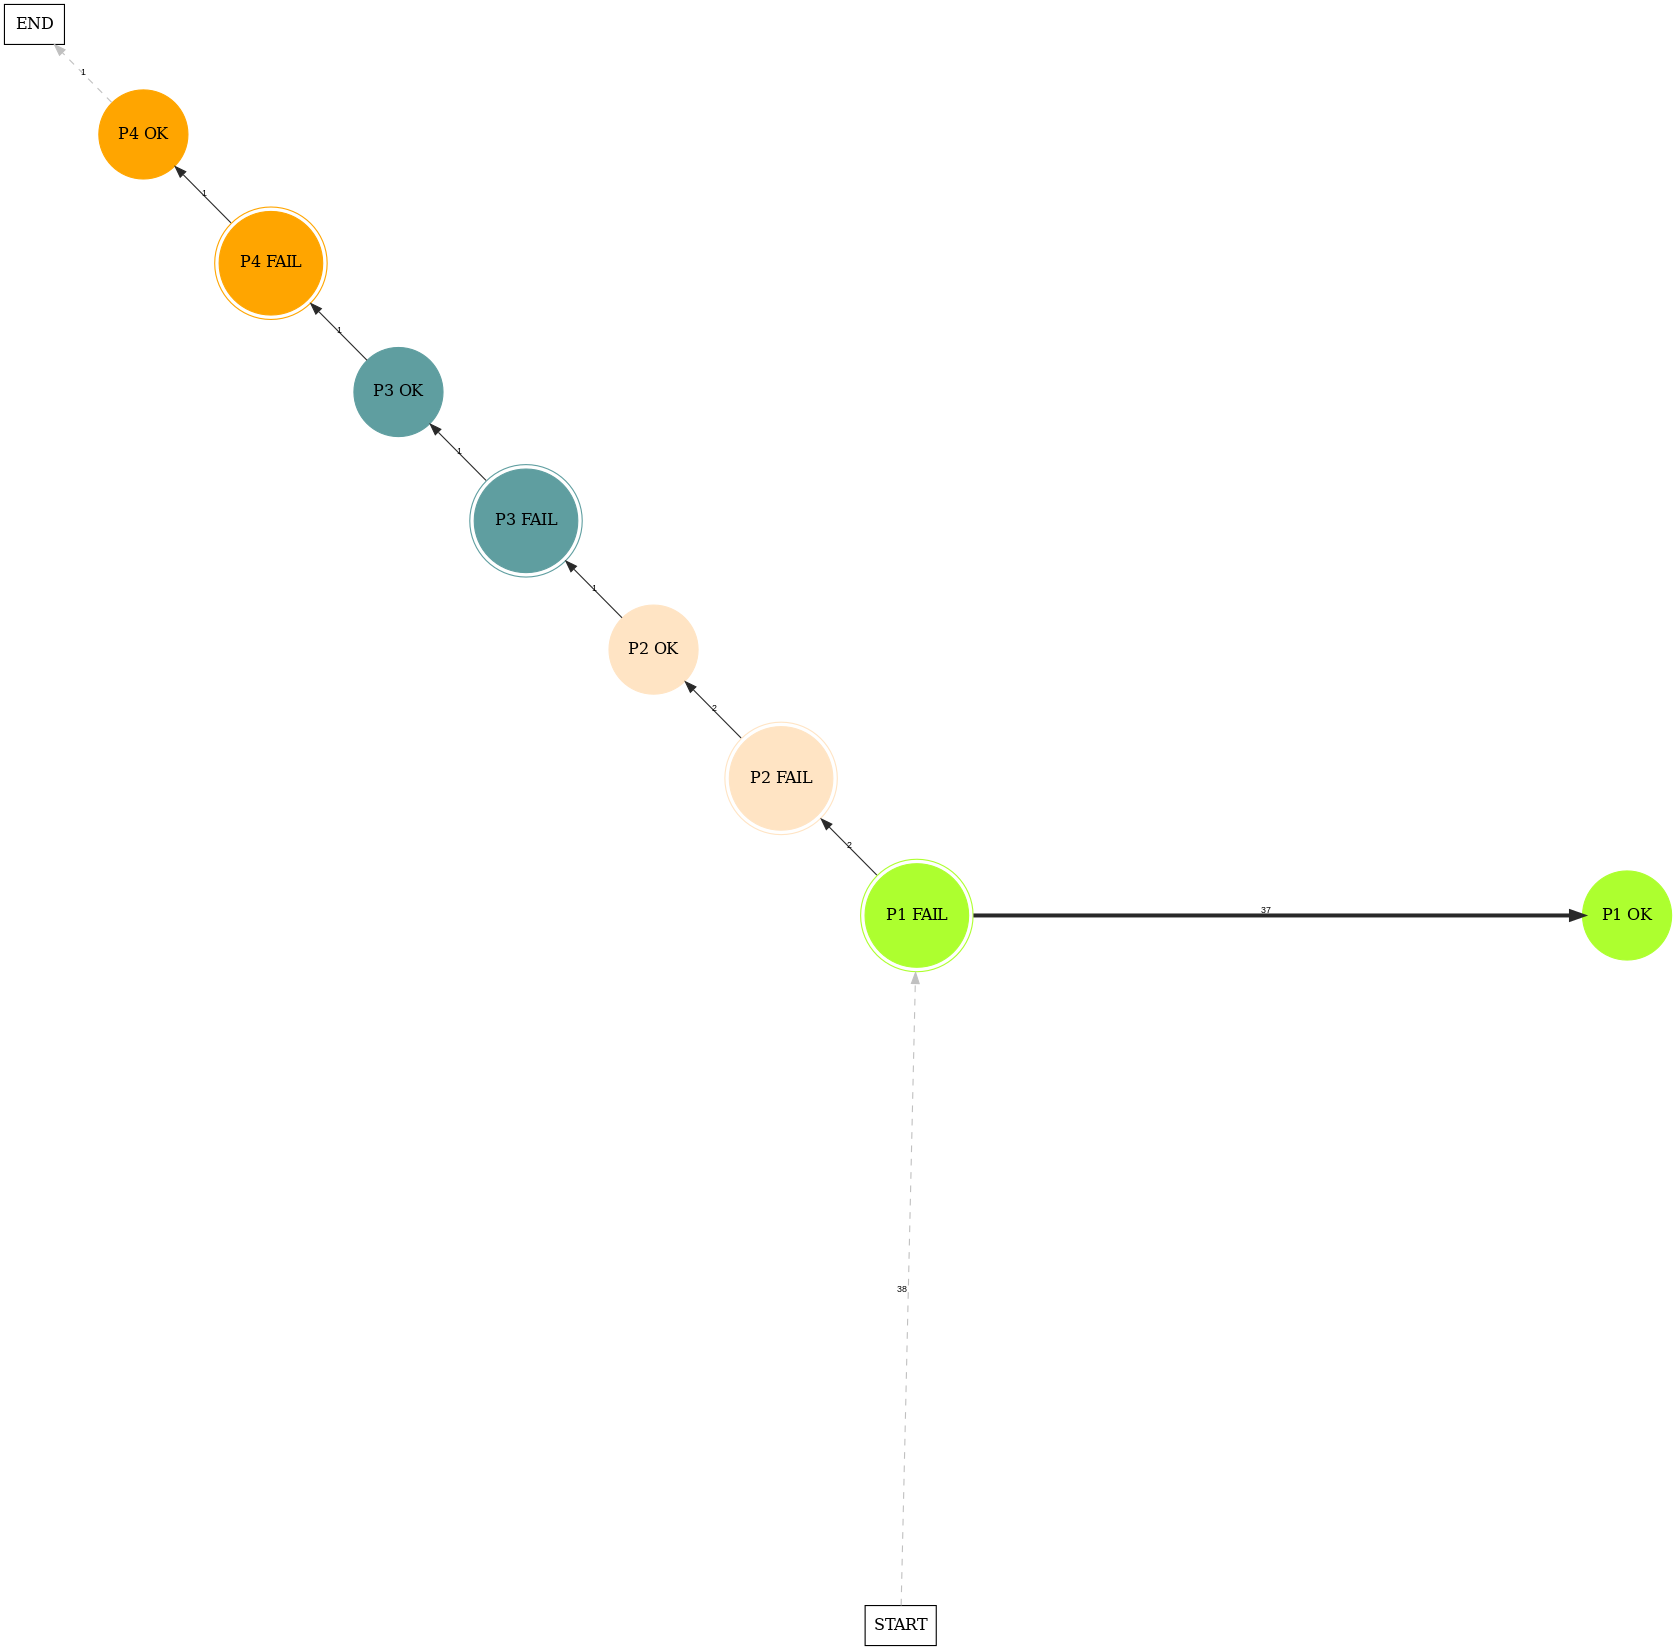 END
1
P4 OK
1
P4 FAIL
1
P3 OK
1
P3 FAIL
1
P2 OK
2
P2 FAIL
2
P1 FAIL
37
P1 OK
38
START